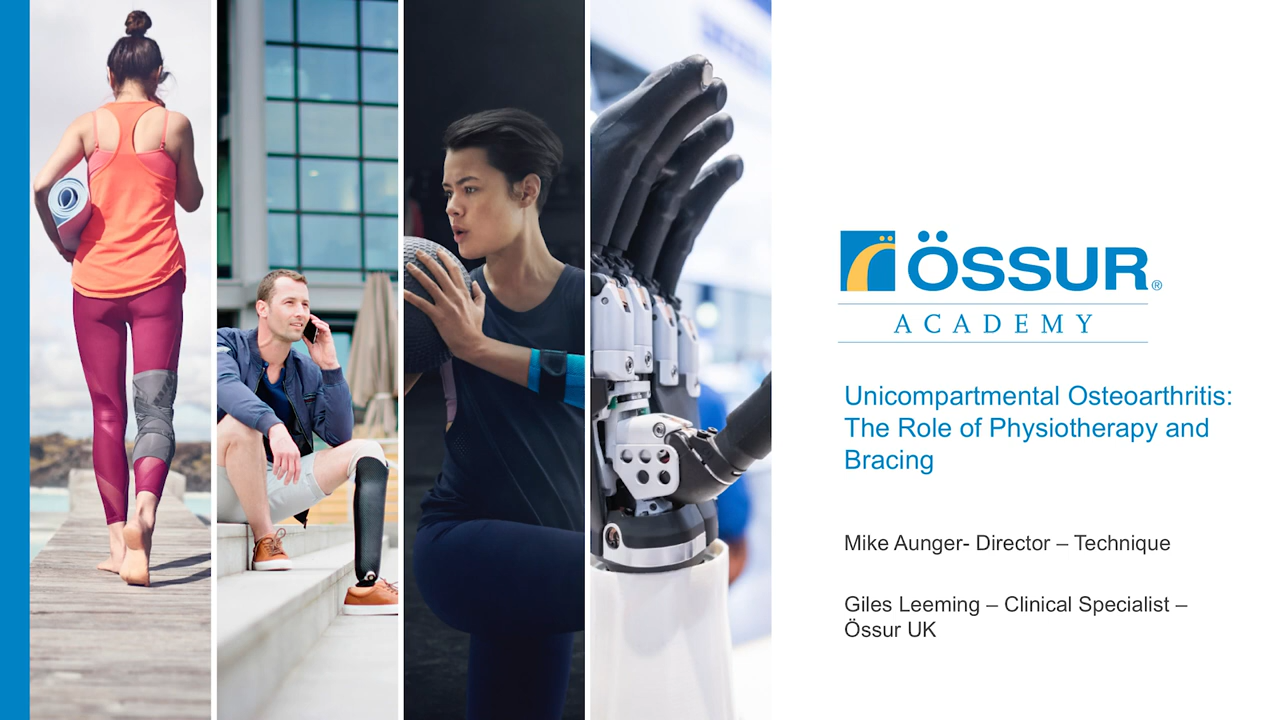 ÖSSUR®
ACADEMY
Unicompartmental Osteoarthritis:
The Role of Physiotherapy and
Bracing
Mike Aunger- Director – Technique
Giles Leeming – Clinical Specialist –
Össur UK